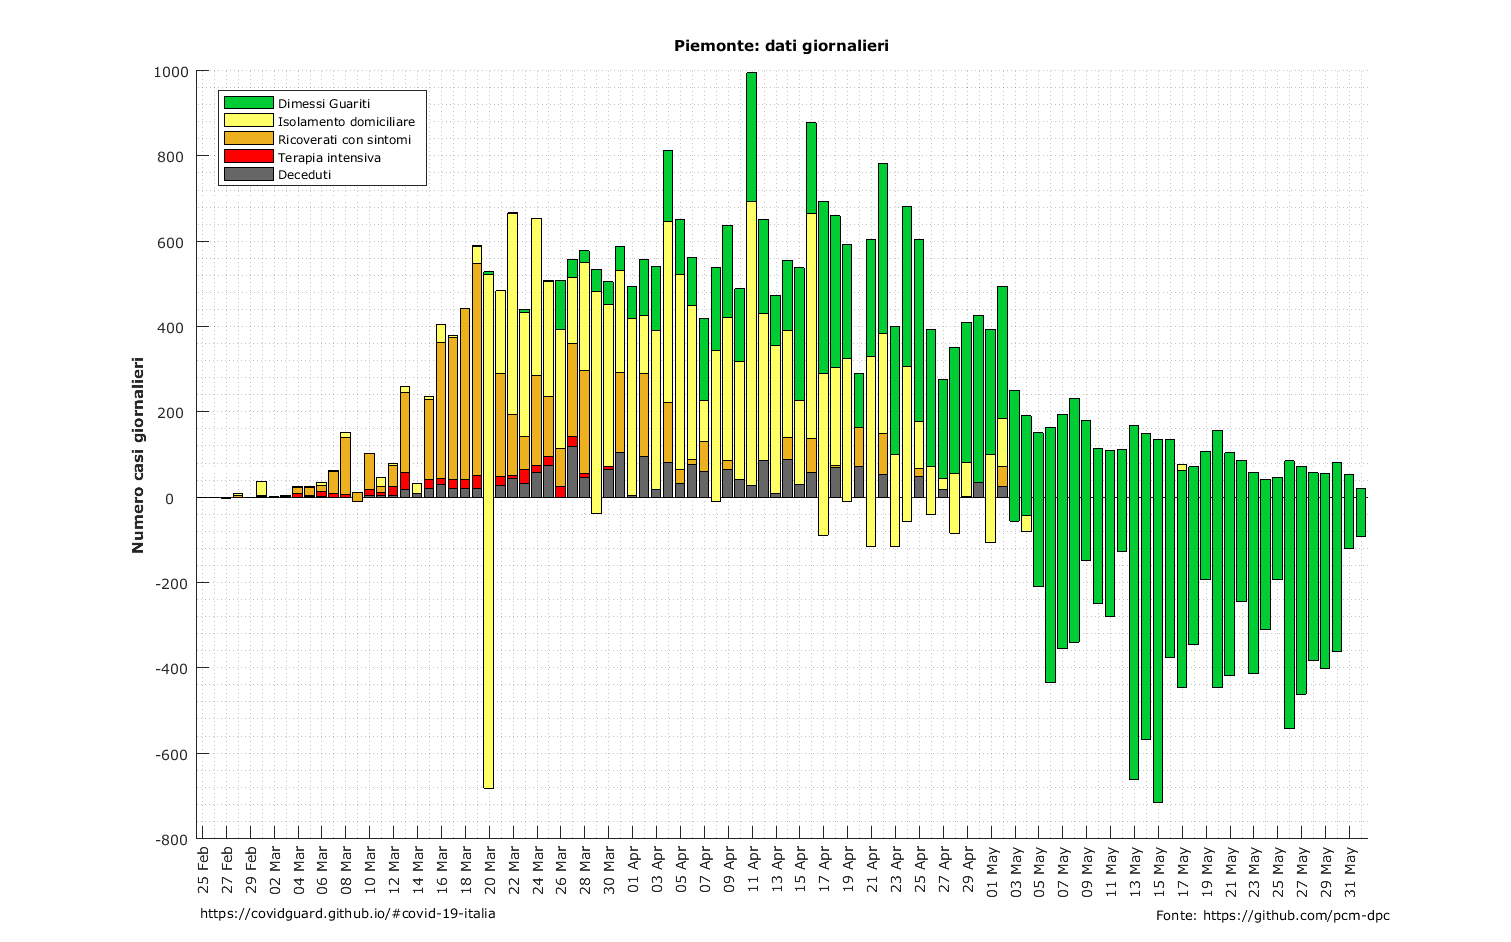 Piemonte: dati giornalieri
1000
800
600
400
200
0
-200
-400
-600
-800
Numero casi giornalieri
Dimessi Guariti
Isolamento domiciliare
Ricoverati con sintomi
Terapia intensiva
Deceduti
25 Feb
27 Feb
29 Feb
02 Mar
04 Mar
06 Mar
08 Mar
10 Mar
12 Mar
14 Mar
16 Mar
18 Mar
20 Mar
22 Mar
24 Mar
26 Mar
28 Mar
30 Mar
01 Apr
03 Apr
05 Apr
07 Apr
09 Apr
11 Apr
13 Apr
15 Apr
17 Apr
19 Apr
21 Apr
23 Apr
25 Apr
27 Apr
29 Apr
01 May
03 May
05 May
07 May
09 May
11 May
13 May
15 May
17 May
19 May
21 May
23 May
25 May
27 May
29 May
31 May
https://covidguard.github.io/#covid-19-italia
Fonte: https://github.com/pcm-dpc